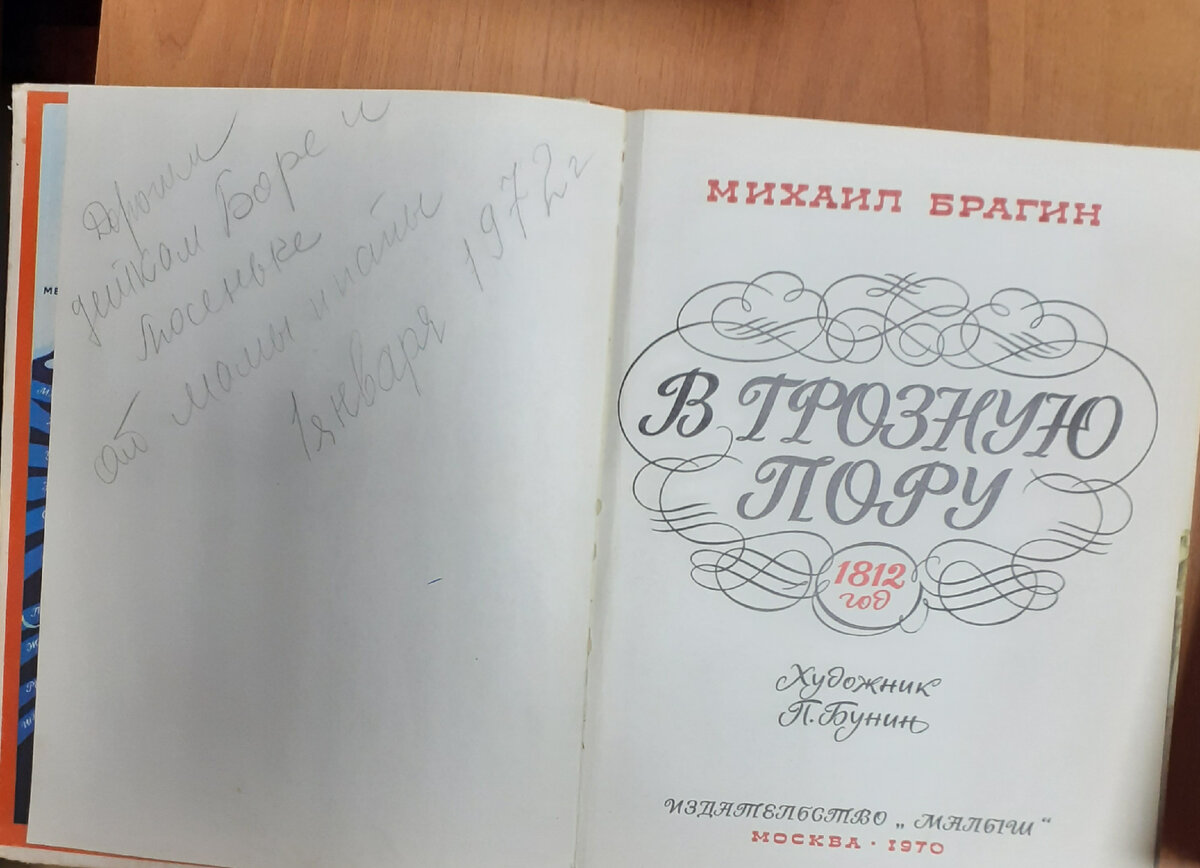 Дорогим
деткам Боре и
Тосеньке
от мамы и папы
1 января 1972 г
МИХАИЛ БРАГИН
В ГРОЗНУЮ
ПОРУ
1812
год
Художник
П. Бунин
ИЗДАТЕЛЬСТВО „МАЛЫШ“
МОСКВА · 1970